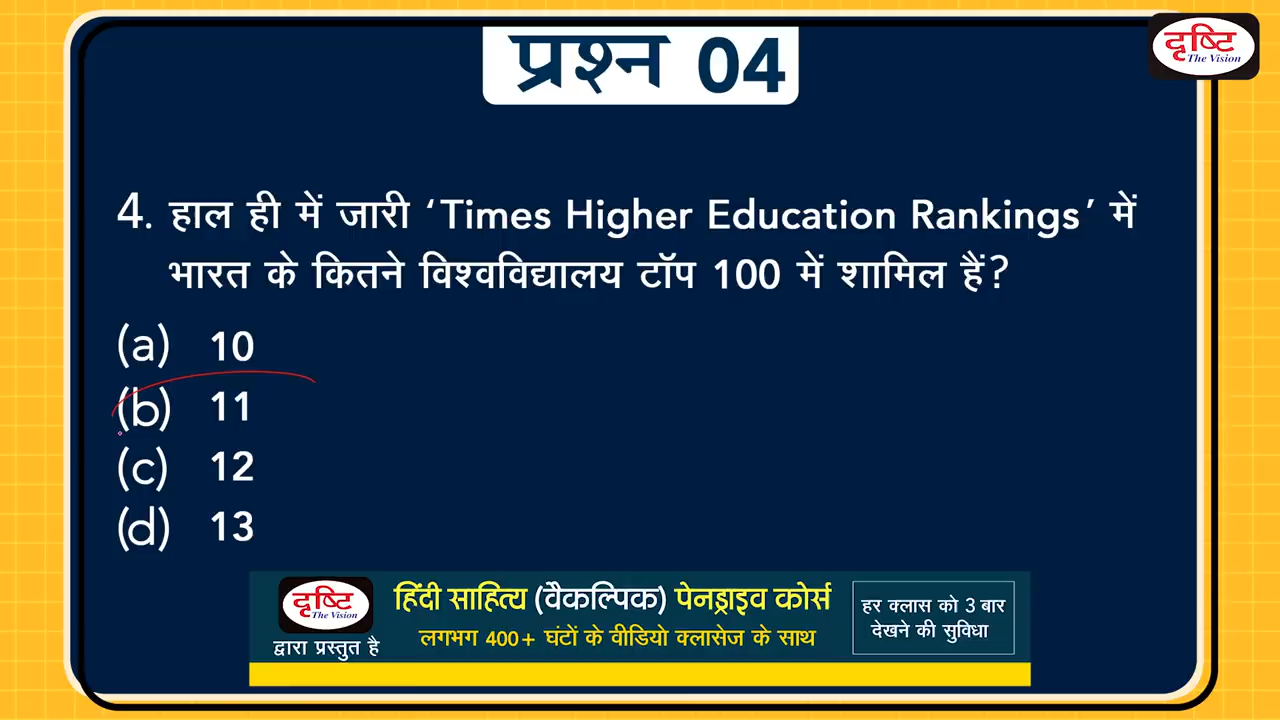 प्रश्न 04
दृष्टि
The Vision
4. हाल ही में जारी ‘Times Higher Education Rankings’ में
भारत के कितने विश्वविद्यालय टॉप 100 में शामिल हैं?
(a) 10
(b) 11
(c) 12
(d) 13
दृष्टि
The Vision
द्वारा प्रस्तुत है
हिंदी साहित्य (वैकल्पिक) पेनड्राइव कोर्स
लगभग 400+ घंटों के वीडियो क्लासेज के साथ
हर क्लास को 3 बार
देखने की सुविधा